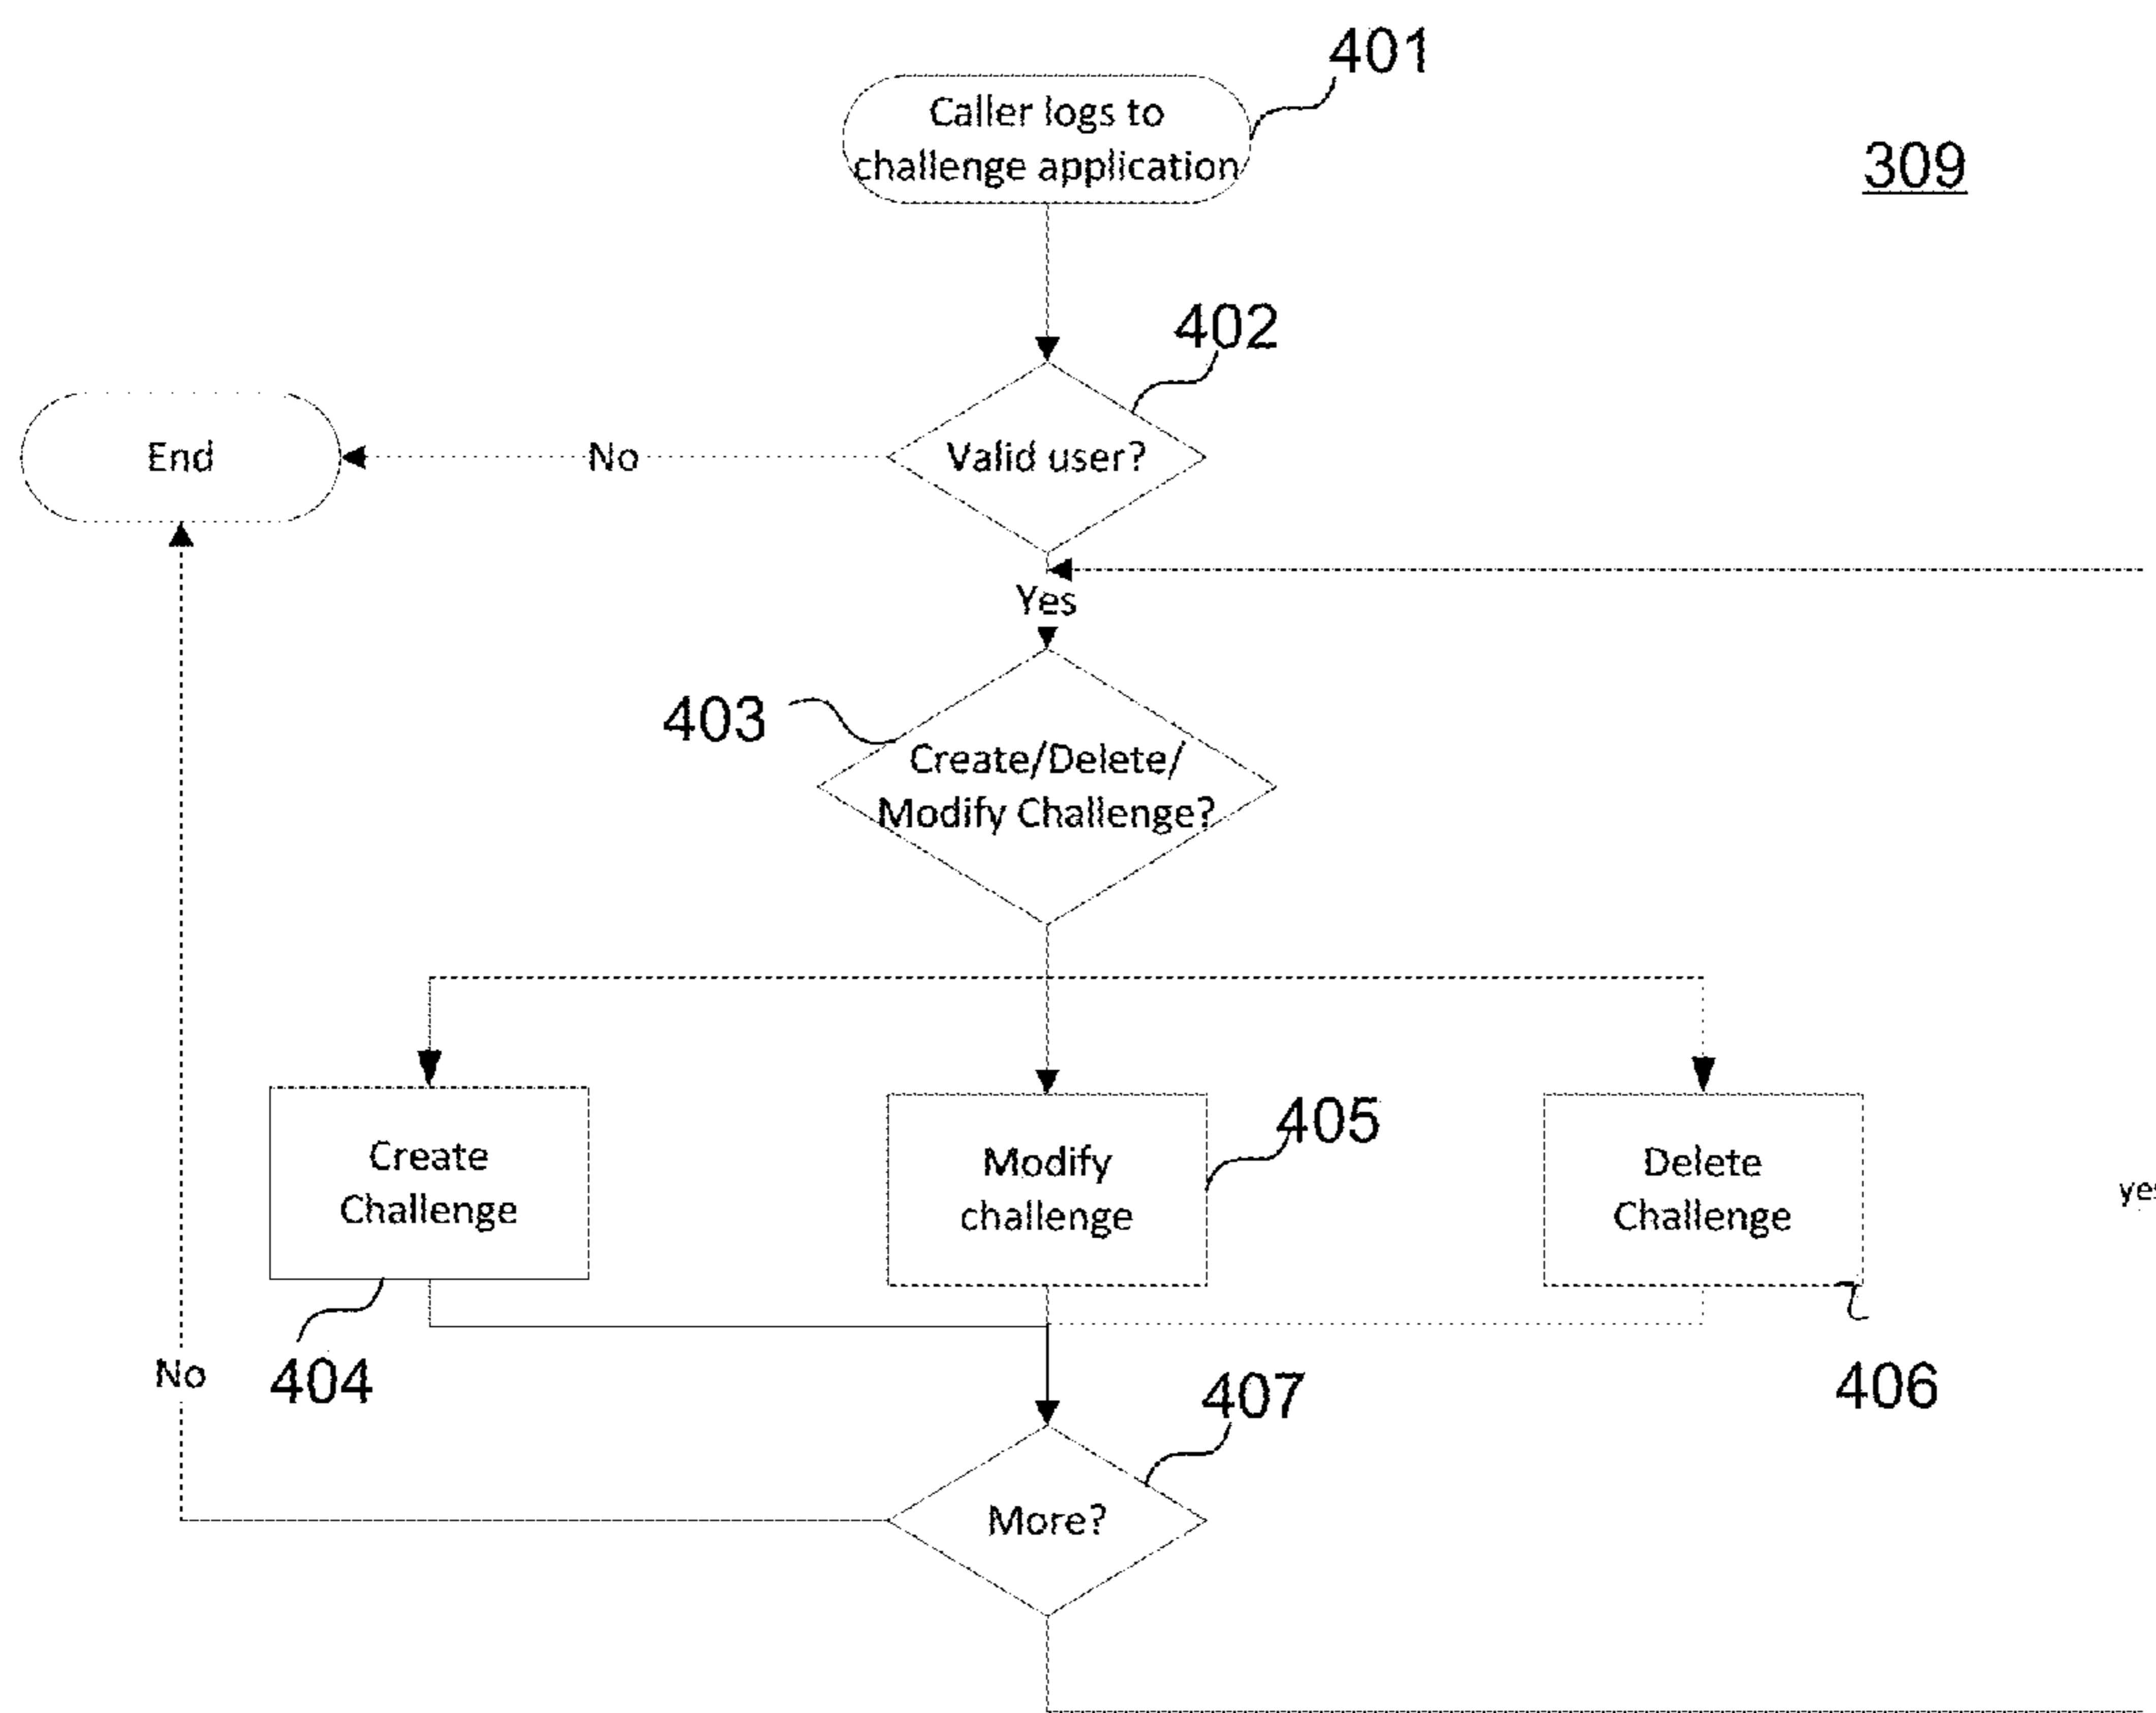 401
Caller logs to
challenge application
309
402
Valid user?
No
End
Yes
403
Create/Delete/
Modify Challenge?
Create
Challenge
Modify
challenge
405
Delete
Challenge
yes
404
406
No
407
More?